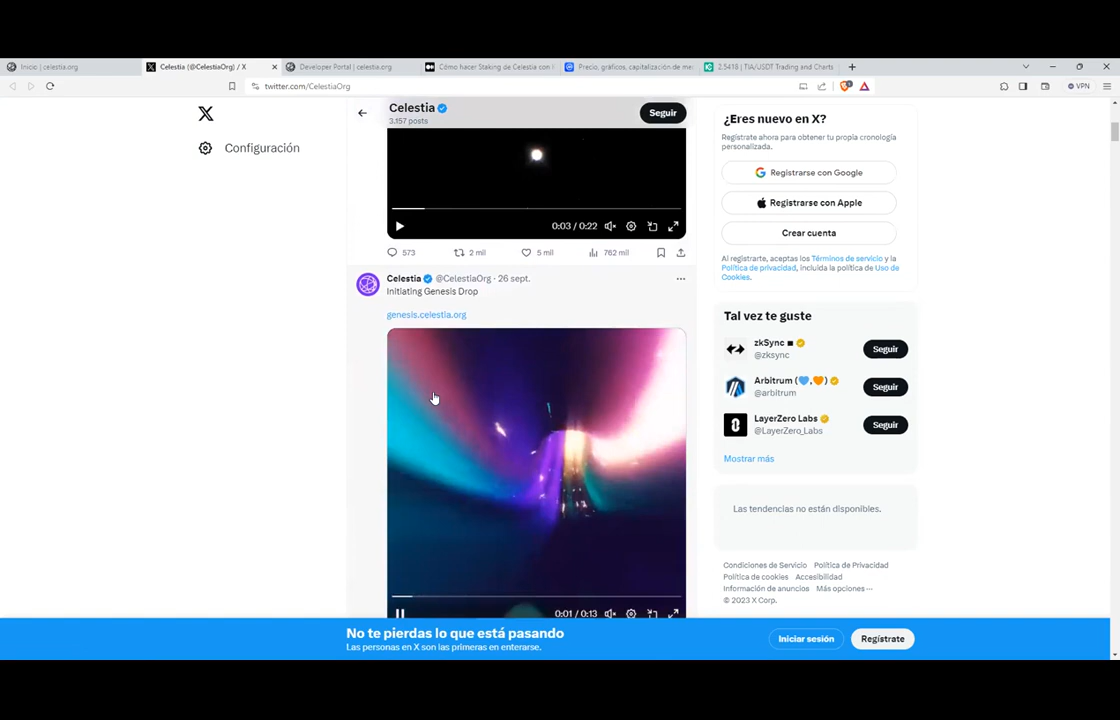 Inicio | celestia.org
Celestia (@CelestiaOrg) / X
Developer Portal | celestia.org
Cómo hacer Staking de Celestia con
Precio, gráficos, capitalización de me
2.5418 | TIA/USDT Trading and Charts
twitter.com/CelestiaOrg
VPN
Configuración
Celestia
3.157 posts
Seguir
0:03 / 0:22
573
2 mil
5 mil
762 mil
Celestia @CelestiaOrg · 26 sept.
Initiating Genesis Drop
genesis.celestia.org
0:01 / 0:13
¿Eres nuevo en X?
Regístrate ahora para obtener tu propia cronología
personalizada.
Registrarse con Google
Registrarse con Apple
Crear cuenta
Al registrarte, aceptas los Términos de servicio y la
Política de privacidad, incluida la política de Uso de
Cookies.
Tal vez te guste
zkSync
@zksync
Seguir
Arbitrum (💙,🧡)
@arbitrum
Seguir
LayerZero Labs
@LayerZero_Labs
Seguir
Mostrar más
Las tendencias no están disponibles.
Condiciones de Servicio Política de Privacidad
Política de cookies Accesibilidad
Información de anuncios Más opciones ···
© 2023 X Corp.
No te pierdas lo que está pasando
Las personas en X son las primeras en enterarse.
Iniciar sesión
Regístrate